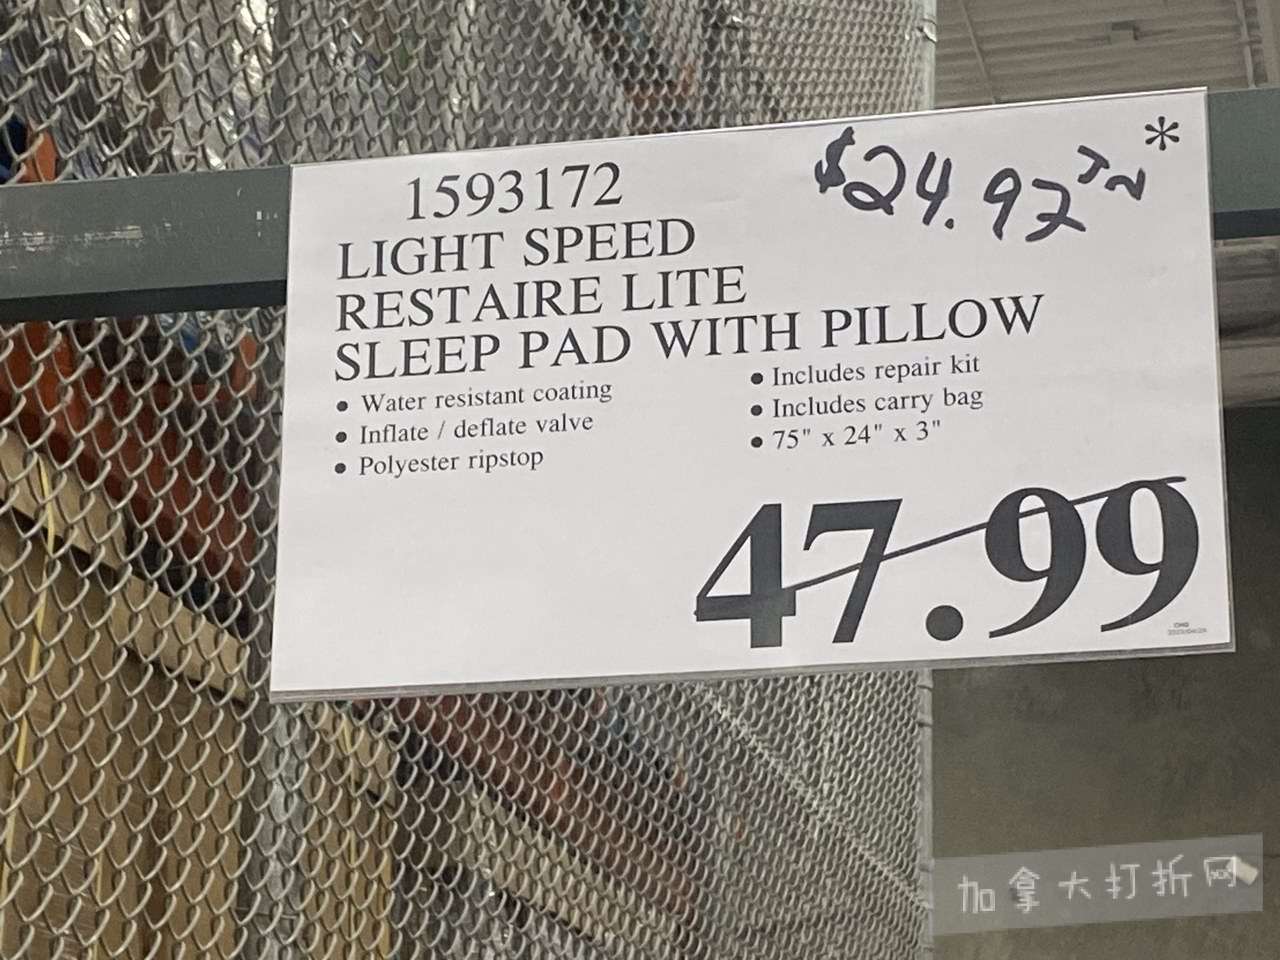 1593172
$24.92 JN *
LIGHT SPEED
RESTAIRE LITE
SLEEP PAD WITH PILLOW
• Water resistant coating
• Inflate / deflate valve
• Polyester ripstop
• Includes repair kit
• Includes carry bag
• 75" x 24" x 3"
47.99
加拿大打折网